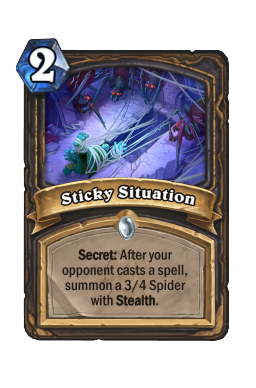 2
Sticky Situation
Secret: After your
opponent casts a spell,
summon a 3/4 Spider
with Stealth.